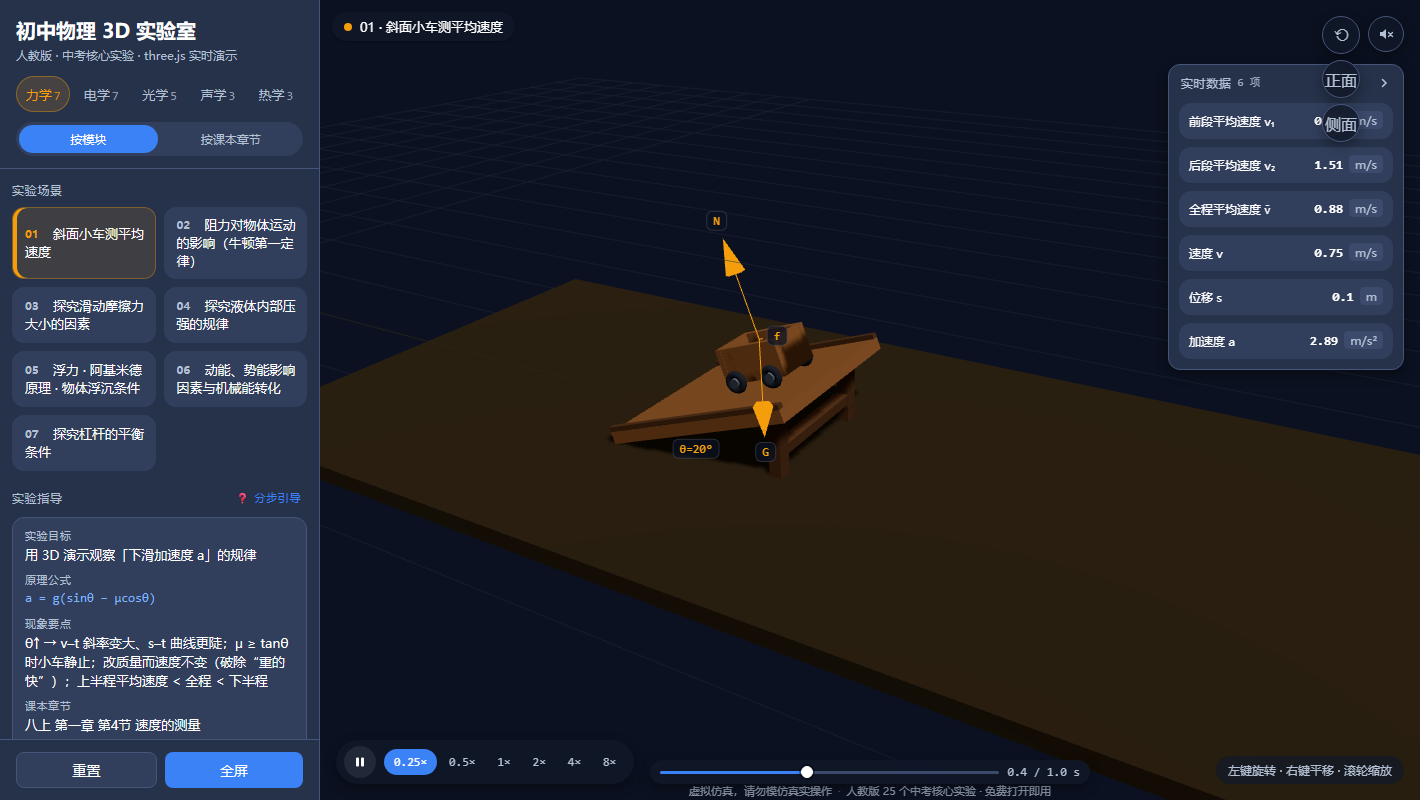 初中物理 3D 实验室
人教版 · 中考核心实验 · three.js 实时演示
力学 7
电学 7
光学 5
声学 3
热学 3
按模块
按课本章节
实验场景
01 斜面小车测平均
速度
02 阻力对物体运动
的影响（牛顿第一定
律）
03 探究滑动摩擦力
大小的因素
04 探究液体内部压
强的规律
05 浮力 · 阿基米德
原理 · 物体浮沉条件
06 动能、势能影响
因素与机械能转化
07 探究杠杆的平衡
条件
实验指导
❓ 分步引导
实验目标
用 3D 演示观察「下滑加速度 a」的规律
原理公式
a = g(sinθ − μcosθ)
现象要点
θ↑ → v–t 斜率变大、s–t 曲线更陡；μ ≥ tanθ
时小车静止；改质量而速度不变（破除“重的
快”）；上半程平均速度 < 全程 < 下半程
课本章节
八上 第一章 第4节 速度的测量
重置
全屏
01 · 斜面小车测平均速度
N
f
G
θ=20°
正面
侧面
实时数据 6 项
前段平均速度 v₁ 0 m/s
后段平均速度 v₂ 1.51 m/s
全程平均速度 v̄ 0.88 m/s
速度 v 0.75 m/s
位移 s 0.1 m
加速度 a 2.89 m/s²
0.25×
0.5×
1×
2×
4×
8×
0.4 / 1.0 s
左键旋转 · 右键平移 · 滚轮缩放
虚拟仿真，请勿模仿真实操作 · 人教版 25 个中考核心实验 · 免费打开即用